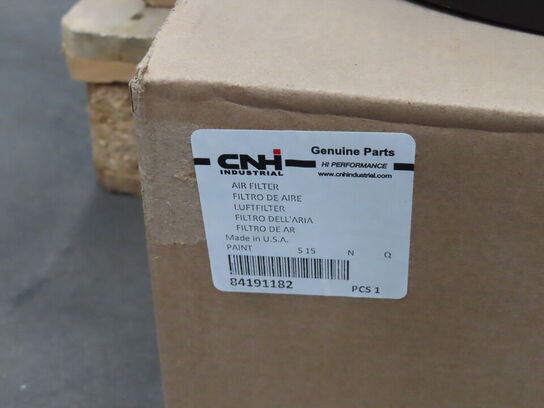 CNH
INDUSTRIAL
Genuine Parts
HI PERFORMANCE
www.cnhindustrial.com
AIR FILTER
FILTRO DE AIRE
LUFTFILTER
FILTRO DELL'ARIA
FILTRO DE AR
Made in U.S.A.
PAINT S 15 N Q
84191182 PCS 1